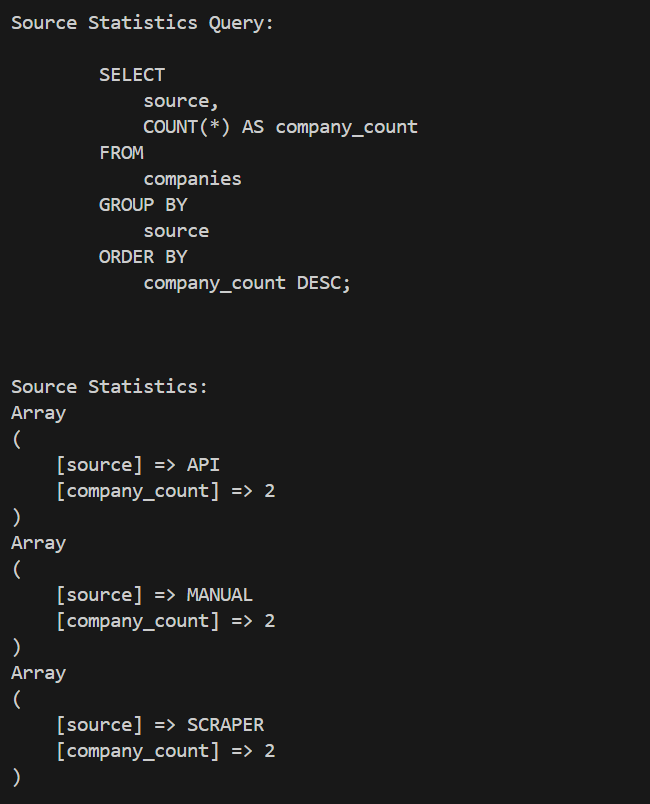 Source Statistics Query:
SELECT
source,
COUNT(*) AS company_count
FROM
companies
GROUP BY
source
ORDER BY
company_count DESC;
Source Statistics:
Array
(
[source] => API
[company_count] => 2
)
Array
(
[source] => MANUAL
[company_count] => 2
)
Array
(
[source] => SCRAPER
[company_count] => 2
)